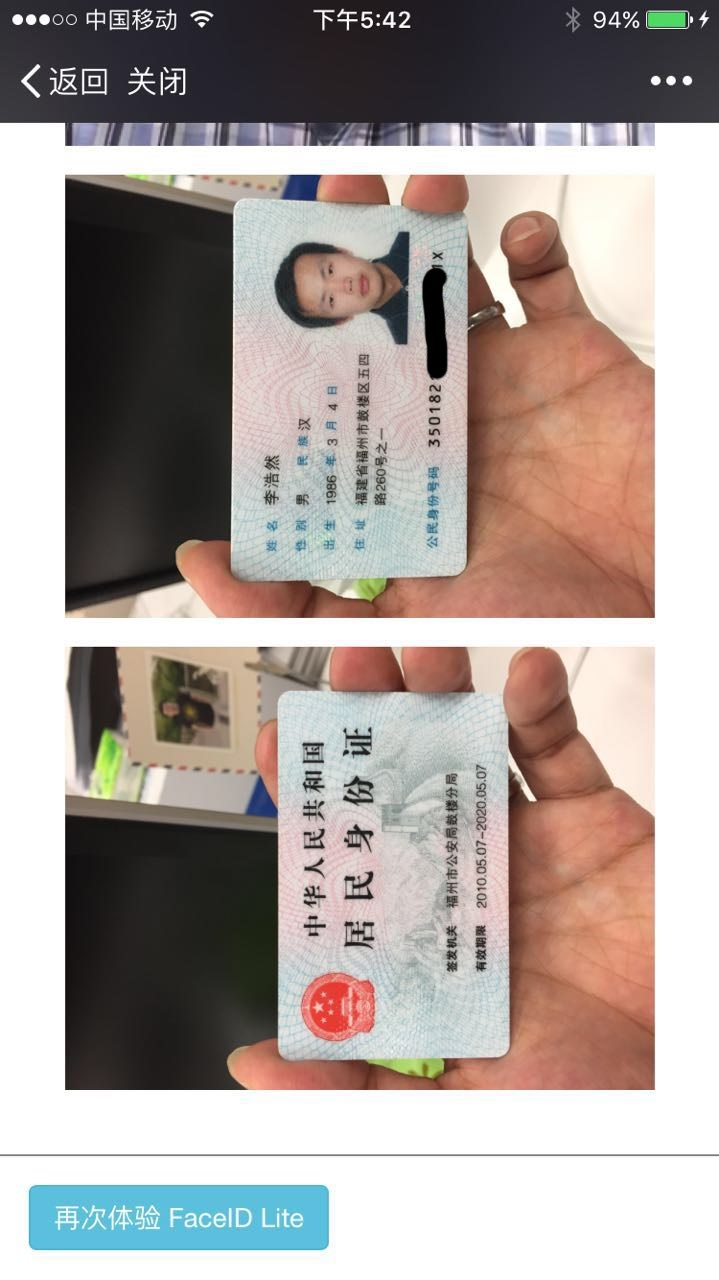 中国移动 下午5:42 94%
返回 关闭
姓名 李浩然
性别 男 民族 汉
出生 1986 年 3 月 4 日
住址 福建省福州市鼓楼区五四
路260号之一
公民身份号码 350182 1X
中华人民共和国
居民身份证
签发机关 福州市公安局鼓楼分局
有效期限 2010.05.07-2020.05.07
再次体验 FaceID Lite